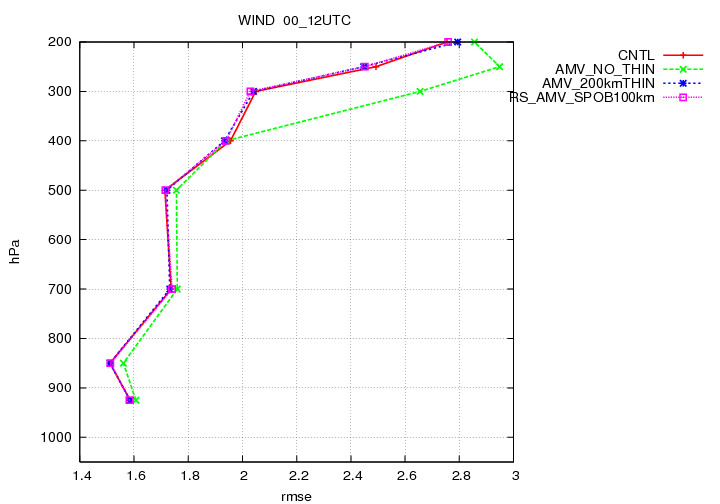 WIND  00_12UTC
CNTL
AMV_NO_THIN
AMV_200kmTHIN
RS_AMV_SPOB100km
200
300
400
500
600
700
800
900
1000
hPa
1.4 1.6 1.8 2 2.2 2.4 2.6 2.8 3
rmse